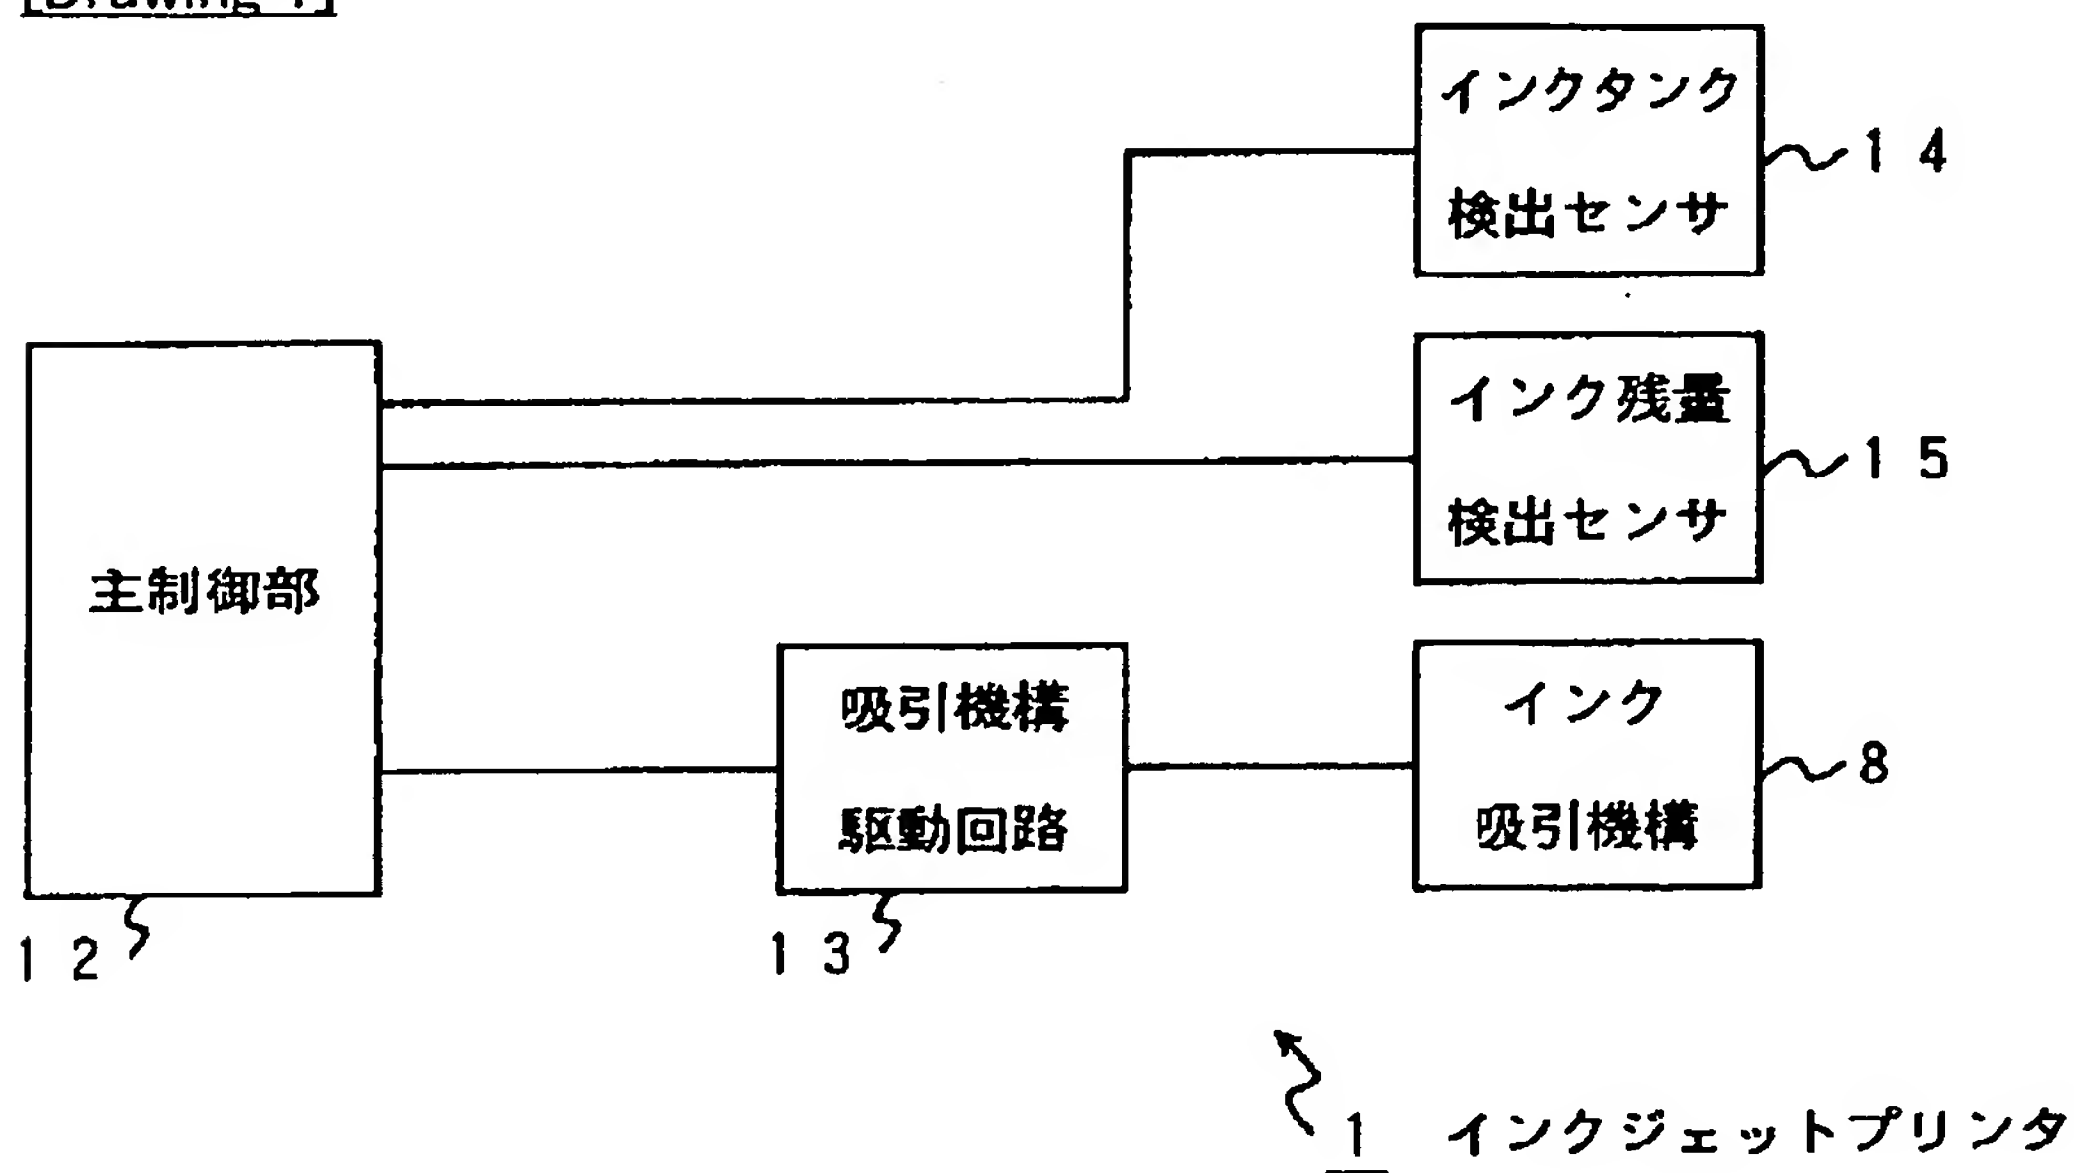 インクタンク
検出センサ
14
インク残量
検出センサ
15
主制御部
12
吸引機構
駆動回路
13
インク
吸引機構
8
1 インクジェットプリンタ